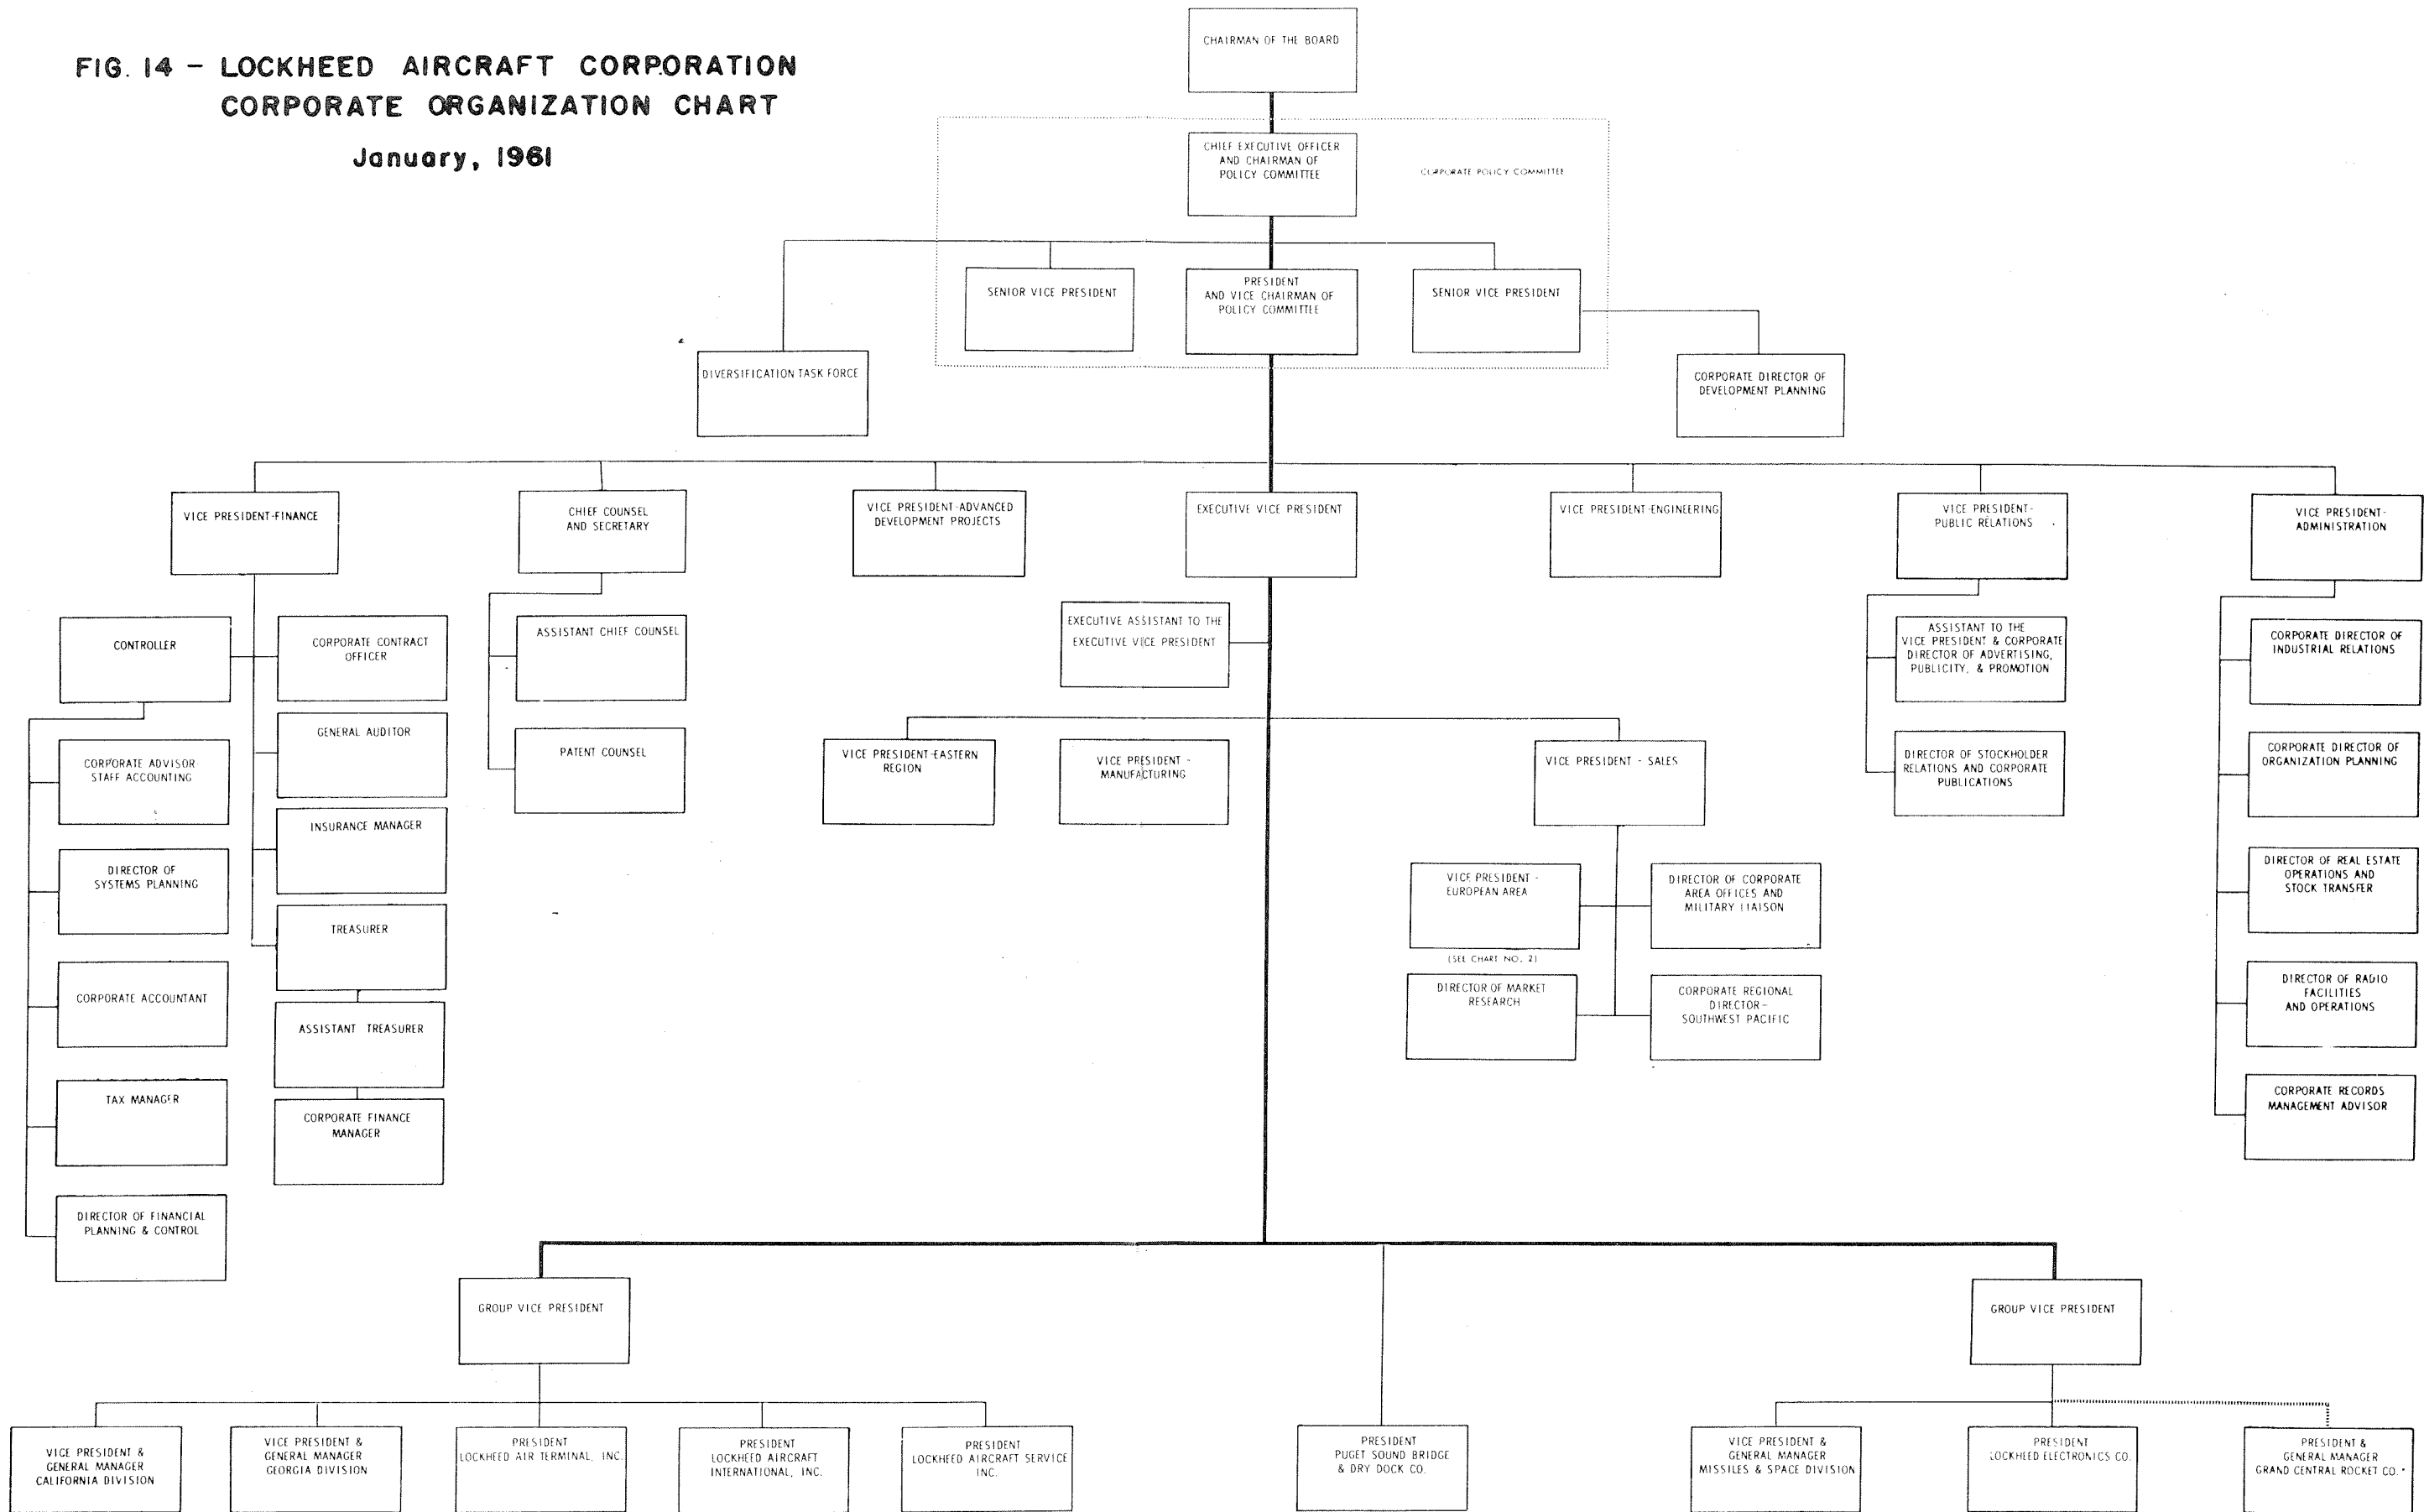 FIG. 14 - LOCKHEED AIRCRAFT CORPORATION
CORPORATE ORGANIZATION CHART
January, 1961
CHAIRMAN OF THE BOARD
CHIEF EXECUTIVE OFFICER
AND CHAIRMAN OF
POLICY COMMITTEE
CORPORATE POLICY COMMITTEE
SENIOR VICE PRESIDENT
PRESIDENT
AND VICE CHAIRMAN OF
POLICY COMMITTEE
SENIOR VICE PRESIDENT
DIVERSIFICATION TASK FORCE
CORPORATE DIRECTOR OF
DEVELOPMENT PLANNING
VICE PRESIDENT-FINANCE
CHIEF COUNSEL
AND SECRETARY
VICE PRESIDENT-ADVANCED
DEVELOPMENT PROJECTS
EXECUTIVE VICE PRESIDENT
VICE PRESIDENT-ENGINEERING
VICE PRESIDENT-
PUBLIC RELATIONS
VICE PRESIDENT-
ADMINISTRATION
CONTROLLER
CORPORATE CONTRACT
OFFICER
ASSISTANT CHIEF COUNSEL
EXECUTIVE ASSISTANT TO THE
EXECUTIVE VICE PRESIDENT
ASSISTANT TO THE
VICE PRESIDENT & CORPORATE
DIRECTOR OF ADVERTISING,
PUBLICITY, & PROMOTION
CORPORATE DIRECTOR OF
INDUSTRIAL RELATIONS
CORPORATE ADVISOR-
STAFF ACCOUNTING
GENERAL AUDITOR
PATENT COUNSEL
VICE PRESIDENT-EASTERN
REGION
VICE PRESIDENT -
MANUFACTURING
VICE PRESIDENT - SALES
DIRECTOR OF STOCKHOLDER
RELATIONS AND CORPORATE
PUBLICATIONS
CORPORATE DIRECTOR OF
ORGANIZATION PLANNING
DIRECTOR OF
SYSTEMS PLANNING
INSURANCE MANAGER
VICE PRESIDENT -
EUROPEAN AREA
(SEE CHART NO. 2)
DIRECTOR OF CORPORATE
AREA OFFICES AND
MILITARY LIAISON
DIRECTOR OF REAL ESTATE
OPERATIONS AND
STOCK TRANSFER
CORPORATE ACCOUNTANT
TREASURER
DIRECTOR OF MARKET
RESEARCH
CORPORATE REGIONAL
DIRECTOR-
SOUTHWEST PACIFIC
DIRECTOR OF RADIO
FACILITIES
AND OPERATIONS
TAX MANAGER
ASSISTANT TREASURER
CORPORATE RECORDS
MANAGEMENT ADVISOR
CORPORATE FINANCE
MANAGER
DIRECTOR OF FINANCIAL
PLANNING & CONTROL
GROUP VICE PRESIDENT
GROUP VICE PRESIDENT
VICE PRESIDENT &
GENERAL MANAGER
CALIFORNIA DIVISION
VICE PRESIDENT &
GENERAL MANAGER
GEORGIA DIVISION
PRESIDENT
LOCKHEED AIR TERMINAL, INC.
PRESIDENT
LOCKHEED AIRCRAFT
INTERNATIONAL, INC.
PRESIDENT
LOCKHEED AIRCRAFT SERVICE
INC.
PRESIDENT
PUGET SOUND BRIDGE
& DRY DOCK CO.
VICE PRESIDENT &
GENERAL MANAGER
MISSILES & SPACE DIVISION
PRESIDENT
LOCKHEED ELECTRONICS CO.
PRESIDENT &
GENERAL MANAGER
GRAND CENTRAL ROCKET CO.*